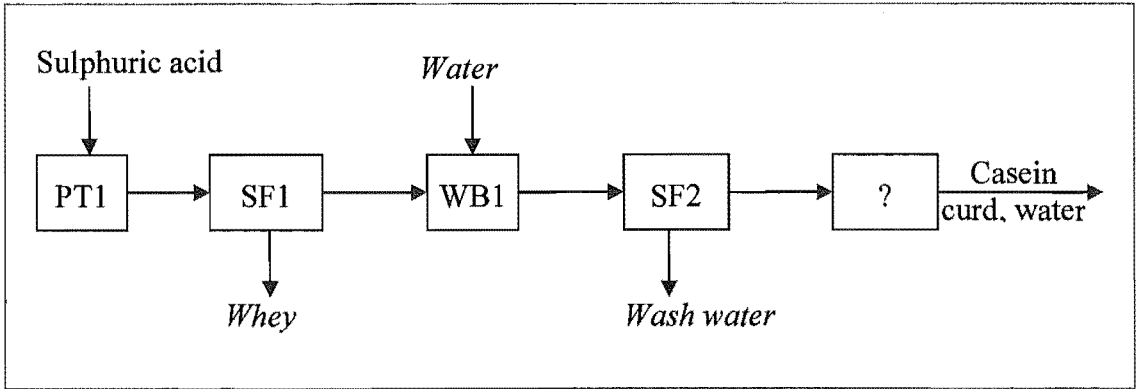 Sulphuric acid
Water
PT1
SF1
WB1
SF2
?
Casein
curd, water
Whey
Wash water